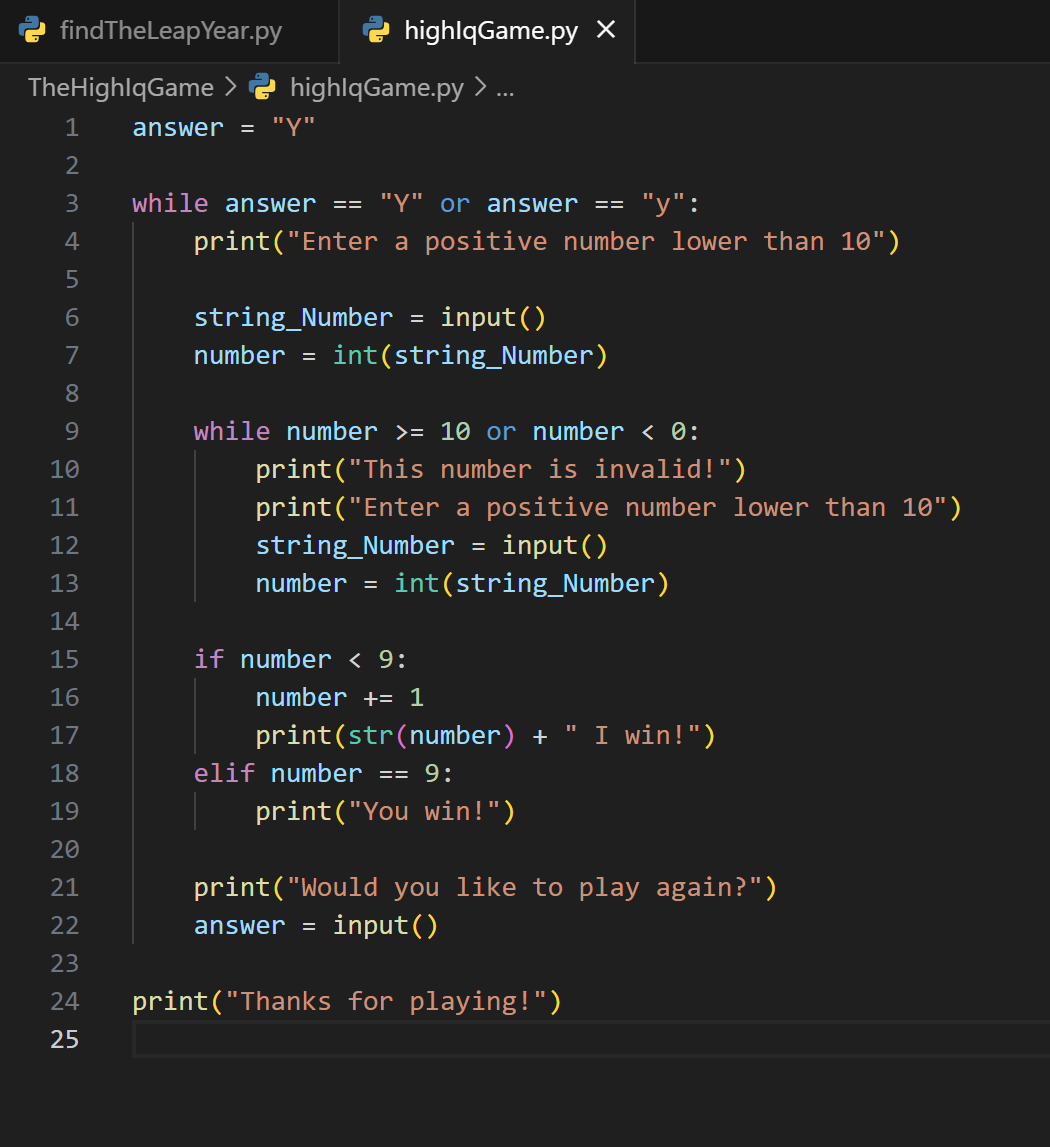 findTheLeapYear.py highIqGame.py ×
TheHighIqGame > highIqGame.py > ...
1 answer = "Y"
2
3 while answer == "Y" or answer == "y":
4     print("Enter a positive number lower than 10")
5
6     string_Number = input()
7     number = int(string_Number)
8
9     while number >= 10 or number < 0:
10         print("This number is invalid!")
11         print("Enter a positive number lower than 10")
12         string_Number = input()
13         number = int(string_Number)
14
15     if number < 9:
16         number += 1
17         print(str(number) + " I win!")
18     elif number == 9:
19         print("You win!")
20
21     print("Would you like to play again?")
22     answer = input()
23
24 print("Thanks for playing!")
25